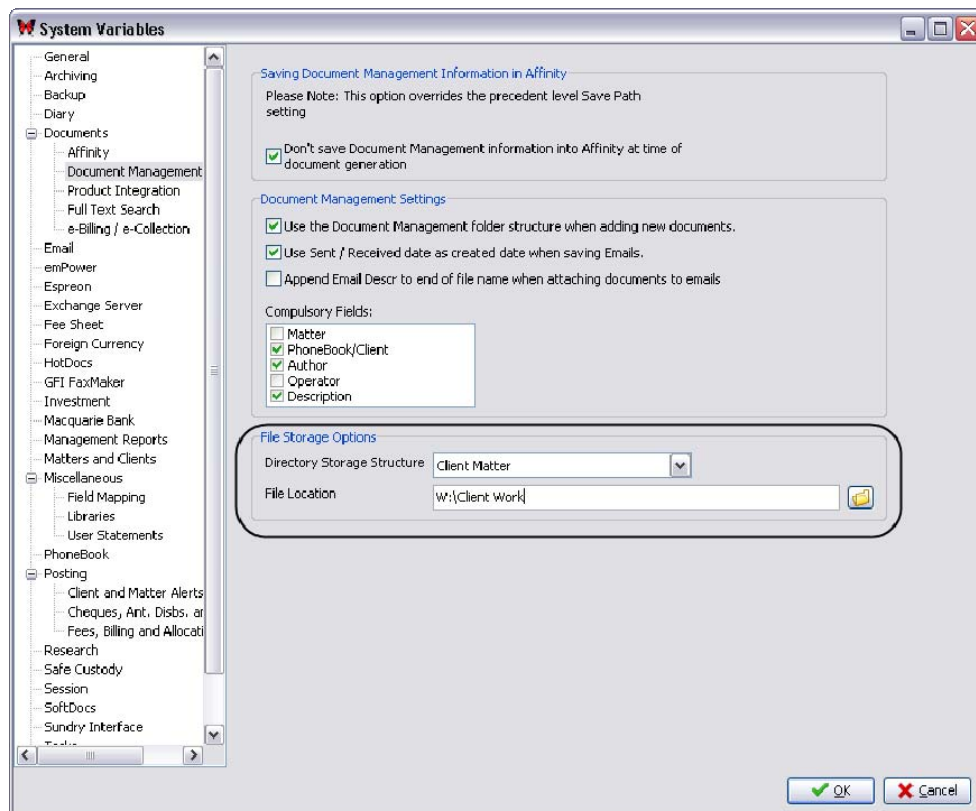 System Variables
General
Archiving
Backup
Diary
Documents
Affinity
Document Management
Product Integration
Full Text Search
e-Billing / e-Collection
Email
emPower
Espreon
Exchange Server
Fee Sheet
Foreign Currency
HotDocs
GFI FaxMaker
Investment
Macquarie Bank
Management Reports
Matters and Clients
Miscellaneous
Field Mapping
Libraries
User Statements
PhoneBook
Posting
Client and Matter Alerts
Cheques, Ant. Disbs. ar
Fees, Billing and Allocati
Research
Safe Custody
Session
SoftDocs
Sundry Interface
Saving Document Management Information in Affinity
Please Note: This option overrides the precedent level Save Path
setting
Don't save Document Management information into Affinity at time of
document generation
Document Management Settings
Use the Document Management folder structure when adding new documents.
Use Sent / Received date as created date when saving Emails.
Append Email Descr to end of file name when attaching documents to emails
Compulsory Fields:
Matter
PhoneBook/Client
Author
Operator
Description
File Storage Options
Directory Storage Structure Client Matter
File Location W:\Client Work
OK Cancel